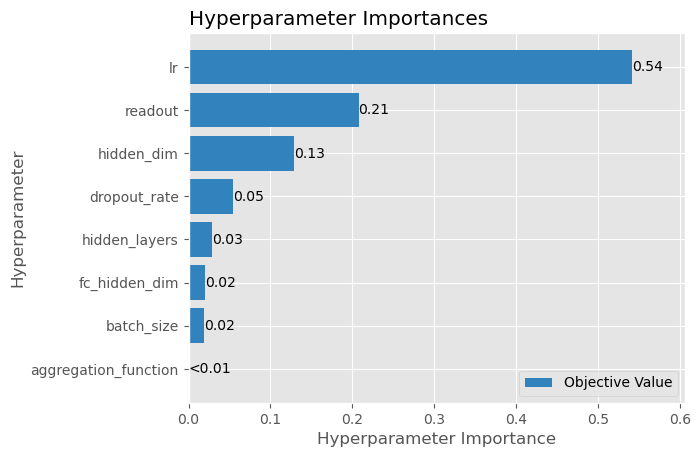 Hyperparameter Importances
lr
0.54
readout
0.21
hidden_dim
0.13
dropout_rate
0.05
hidden_layers
0.03
fc_hidden_dim
0.02
batch_size
0.02
aggregation_function
<0.01
Hyperparameter
Objective Value
0.0 0.1 0.2 0.3 0.4 0.5 0.6
Hyperparameter Importance